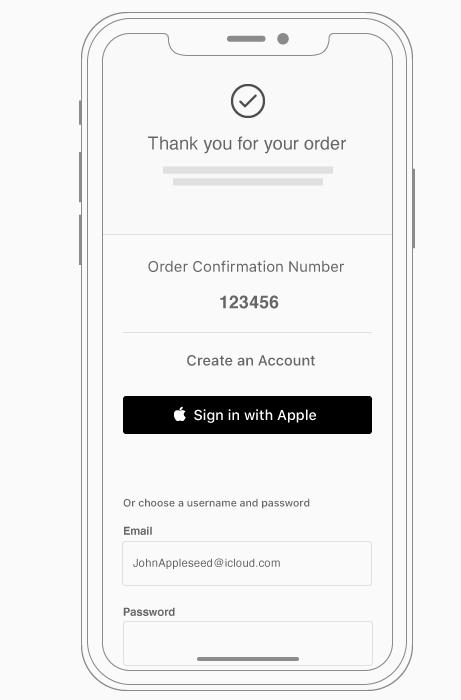 Thank you for your order
Order Confirmation Number
123456
Create an Account
Sign in with Apple
Or choose a username and password
Email
JohnAppleseed@icloud.com
Password